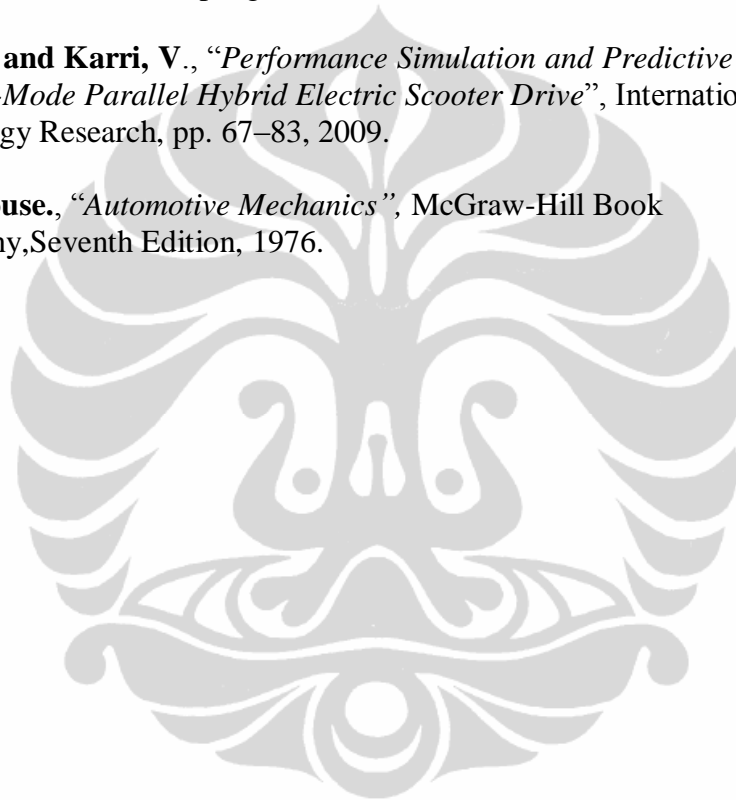 and Karri, V., “Performance Simulation and Predictive
-Mode Parallel Hybrid Electric Scooter Drive”, Internatio
gy Research, pp. 67–83, 2009.
use., “Automotive Mechanics”, McGraw-Hill Book
ny,Seventh Edition, 1976.